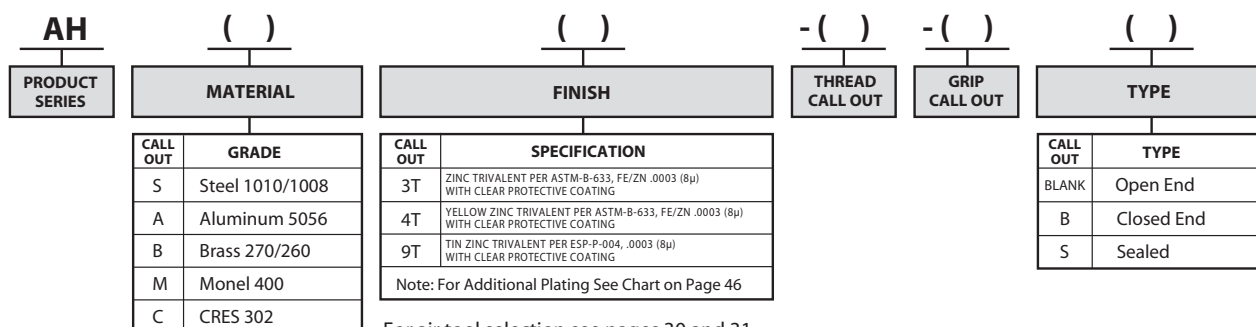 AH ( ) ( ) - ( ) - ( ) ( )
PRODUCT SERIES
MATERIAL
FINISH
THREAD CALL OUT
GRIP CALL OUT
TYPE
CALL OUT GRADE
S Steel 1010/1008
A Aluminum 5056
B Brass 270/260
M Monel 400
C CRES 302
CALL OUT SPECIFICATION
3T ZINC TRIVALENT PER ASTM-B-633, FE/ZN .0003 (8µ)
WITH CLEAR PROTECTIVE COATING
4T YELLOW ZINC TRIVALENT PER ASTM-B-633, FE/ZN .0003 (8µ)
WITH CLEAR PROTECTIVE COATING
9T TIN ZINC TRIVALENT PER ESP-P-004, .0003 (8µ)
WITH CLEAR PROTECTIVE COATING
Note: For Additional Plating See Chart on Page 46
For air tool selection see pages 30 and 31
CALL OUT TYPE
BLANK Open End
B Closed End
S Sealed